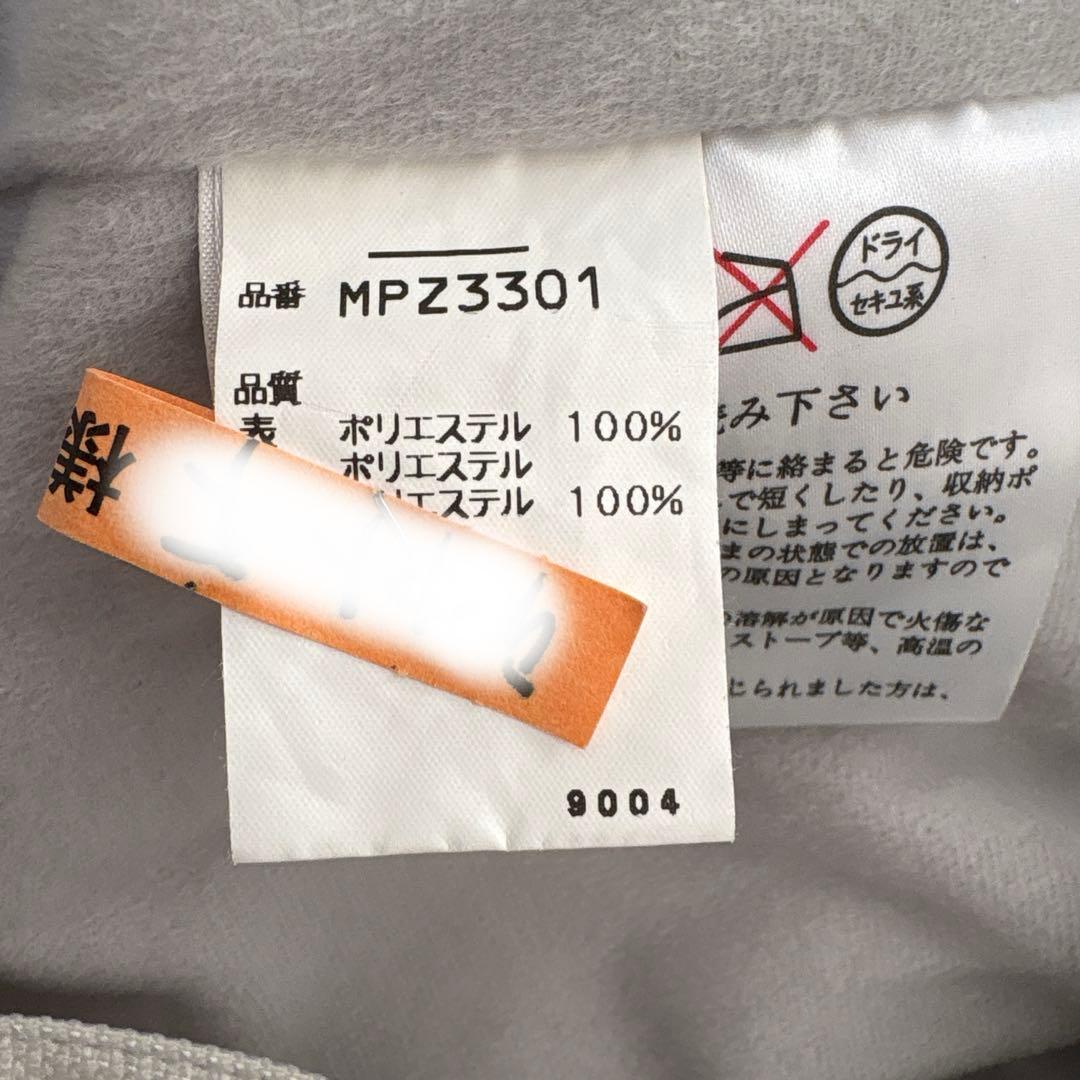 品番 MPZ3301
品質
表 ポリエステル 100%
ポリエステル
ポリエステル 100%
様
9004
ドライ
セキユ系
み下さい
等に絡まると危険です。
で短くしたり、収納ポ
にしまってください。
まの状態での放置は、
の原因となりますので
溶解が原因で火傷な
ストーブ等、高温の
じられました方は、